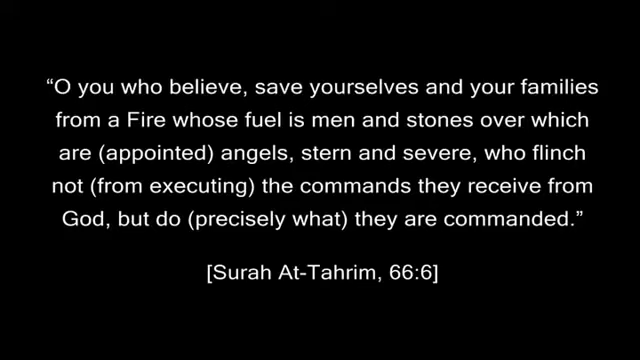 “O you who believe, save yourselves and your families
from a Fire whose fuel is men and stones over which
are (appointed) angels, stern and severe, who flinch
not (from executing) the commands they receive from
God, but do (precisely what) they are commanded.”
[Surah At-Tahrim, 66:6]